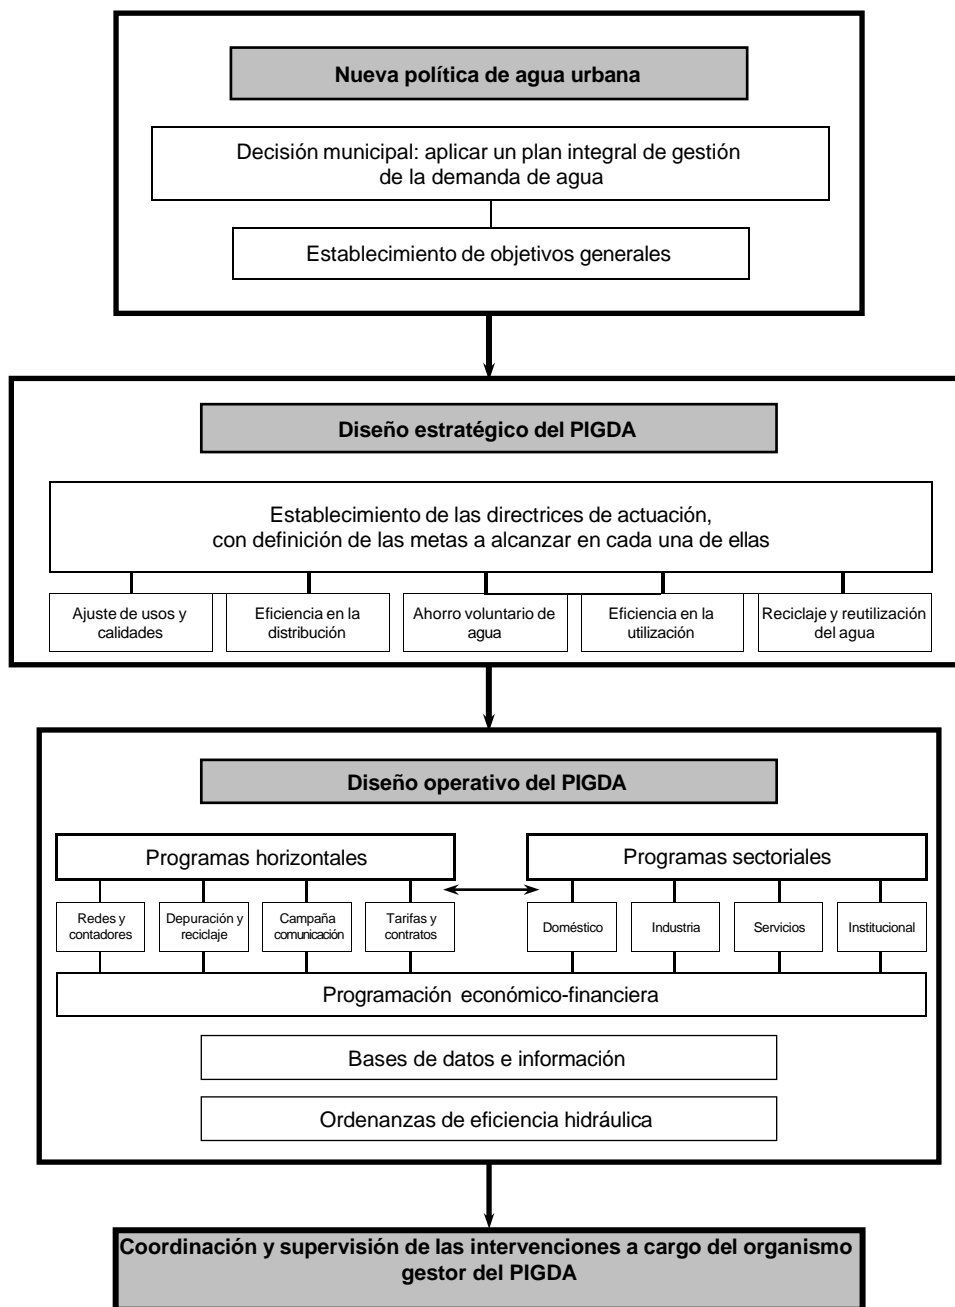 Nueva política de agua urbana
Decisión municipal: aplicar un plan integral de gestión
de la demanda de agua
Establecimiento de objetivos generales
Diseño estratégico del PIGDA
Establecimiento de las directrices de actuación,
con definición de las metas a alcanzar en cada una de ellas
Ajuste de usos y
calidades
Eficiencia en la
distribución
Ahorro voluntario de
agua
Eficiencia en la
utilización
Reciclaje y reutilización
del agua
Diseño operativo del PIGDA
Programas horizontales
Programas sectoriales
Redes y
contadores
Depuración y
reciclaje
Campaña
comunicación
Tarifas y
contratos
Doméstico
Industria
Servicios
Institucional
Programación económico-financiera
Bases de datos e información
Ordenanzas de eficiencia hidráulica
Coordinación y supervisión de las intervenciones a cargo del organismo
gestor del PIGDA